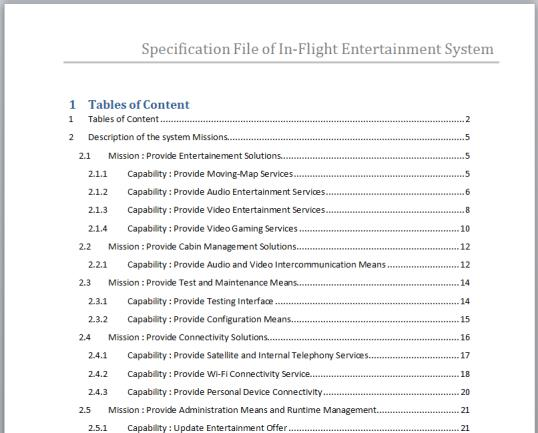 Specification File of In-Flight Entertainment System
1 Tables of Content
1 Tables of Content 2
2 Description of the system Missions 5
2.1 Mission : Provide Entertainement Solutions 5
2.1.1 Capability : Provide Moving-Map Services 5
2.1.2 Capability : Provide Audio Entertainment Services 6
2.1.3 Capability : Provide Video Entertainment Services 8
2.1.4 Capability : Provide Video Gaming Services 10
2.2 Mission : Provide Cabin Management Solutions 12
2.2.1 Capability : Provide Audio and Video Intercommunication Means 12
2.3 Mission : Provide Test and Maintenance Means 14
2.3.1 Capability : Provide Testing Interface 14
2.3.2 Capability : Provide Configuration Means 15
2.4 Mission : Provide Connectivity Solutions 16
2.4.1 Capability : Provide Satellite and Internal Telephony Services 17
2.4.2 Capability : Provide Wi-Fi Connectivity Service 18
2.4.3 Capability : Provide Personal Device Connectivity 20
2.5 Mission : Provide Administration Means and Runtime Management 21
2.5.1 Capability : Update Entertainment Offer 21